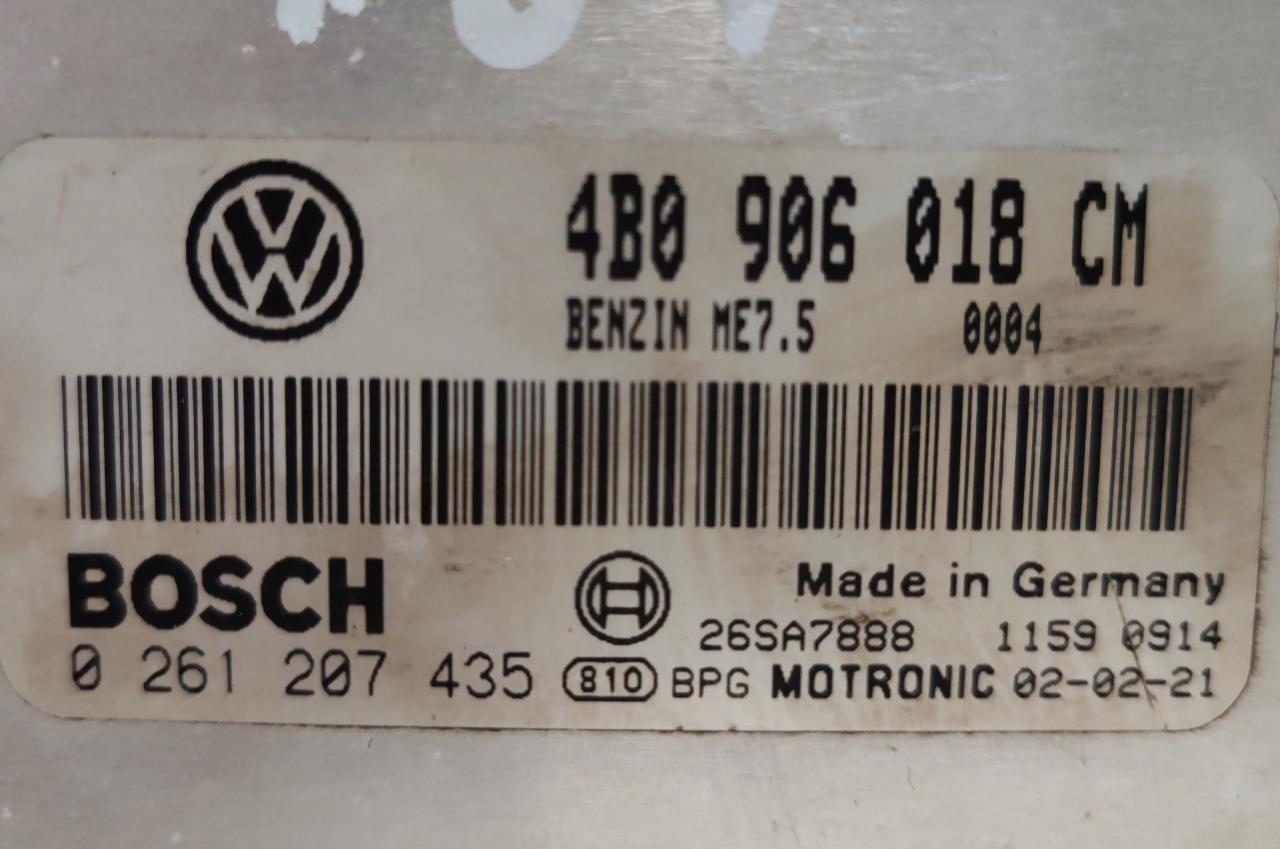 4B0 906 018 CM
BENZIN ME7.5 0004
BOSCH
Made in Germany
26SA7888 1159 0914
0 261 207 435 810 BPG MOTRONIC 02-02-21